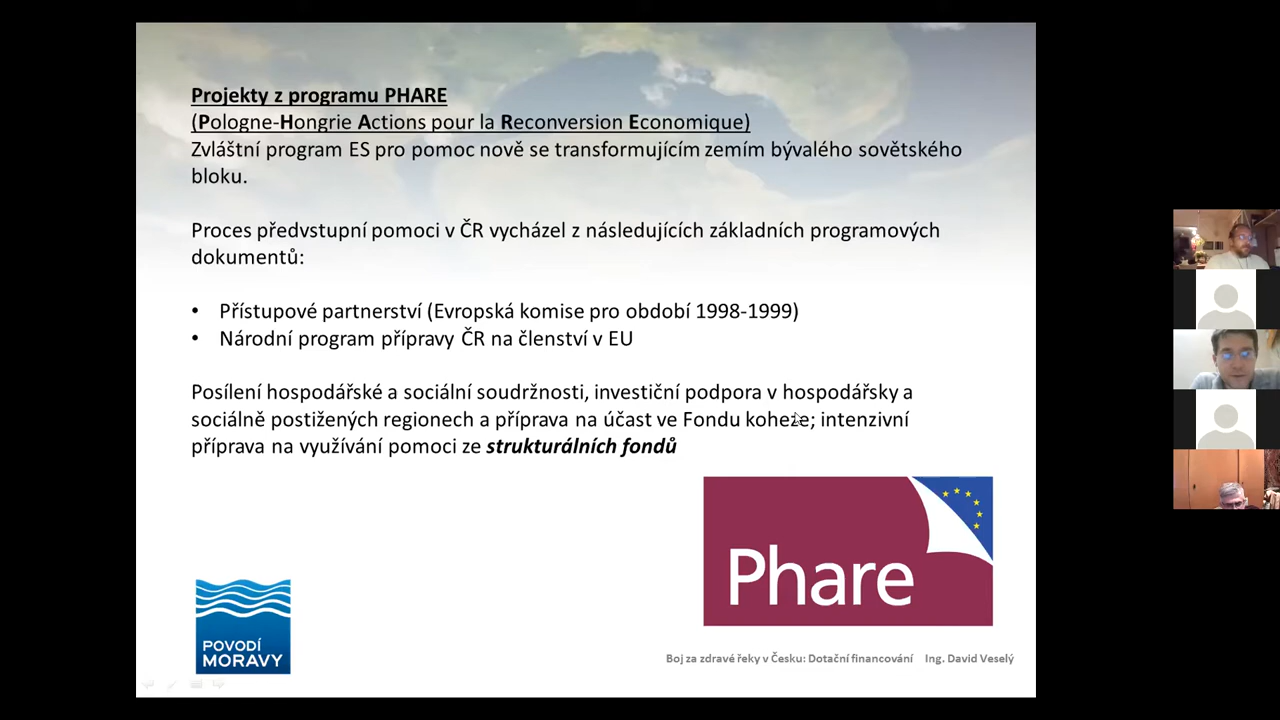 Projekty z programu PHARE
(Pologne-Hongrie Actions pour la Reconversion Economique)
Zvláštní program ES pro pomoc nově se transformujícím zemím bývalého sovětského
bloku.
Proces předvstupní pomoci v ČR vycházel z následujících základních programových
dokumentů:
• Přístupové partnerství (Evropská komise pro období 1998-1999)
• Národní program přípravy ČR na členství v EU
Posílení hospodářské a sociální soudržnosti, investiční podpora v hospodářsky a
sociálně postižených regionech a příprava na účast ve Fondu koheze; intenzivní
příprava na využívání pomoci ze strukturálních fondů
Phare
POVODÍ
MORAVY
Boj za zdravé řeky v Česku: Dotační financování Ing. David Veselý